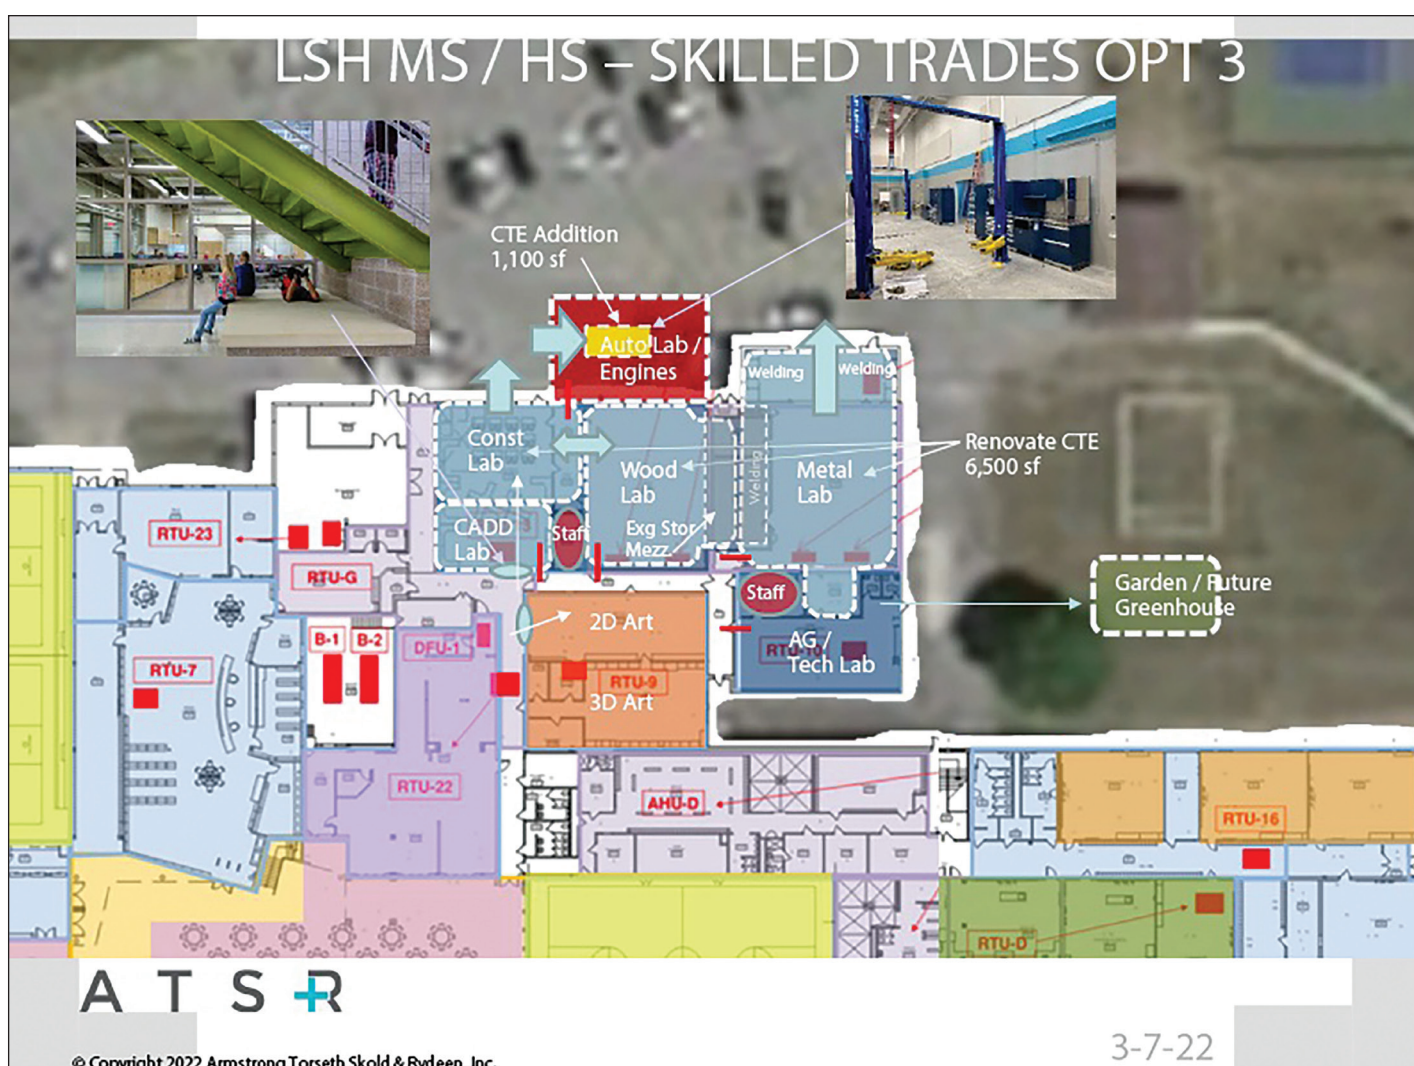 LSH MS / HS – SKILLED TRADES OPT 3
CTE Addition
1,100 sf
Auto Lab /
Engines
Welding
Welding
Const
Lab
Wood
Lab
Welding
Metal
Lab
Renovate CTE
6,500 sf
CADD
Lab
Staff
Exg Stor
Mezz.
RTU-23
RTU-G
Staff
Garden / Future
Greenhouse
B-1
B-2
DFU-1
2D Art
AG /
Tech Lab
RTU-10
RTU-7
RTU-9
3D Art
RTU-22
AHU-D
RTU-16
RTU-D
ATSR
3-7-22
© Copyright 2022 Armstrong Torseth Skold & Rydeen, Inc.